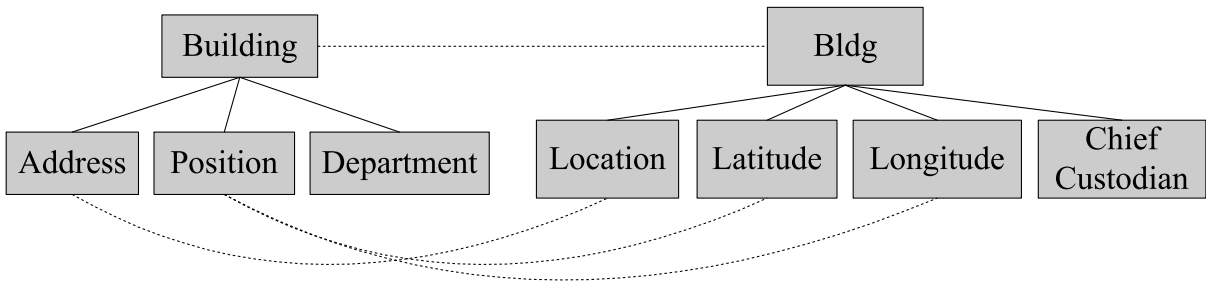 Building
Bldg
Address
Position
Department
Location
Latitude
Longitude
Chief
Custodian